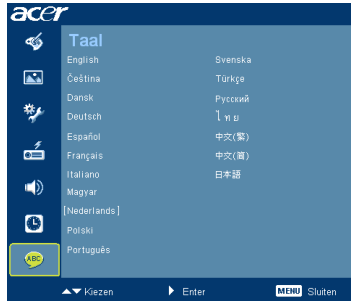 acer
Taal
English
Čeština
Dansk
Deutsch
Español
Français
Italiano
Magyar
[Nederlands]
Polski
Português
Svenska
Türkçe
Русский
ไทย
中文(繁)
中文(簡)
日本語
ABC
▲▼ Kiezen
▶ Enter
MENU Sluiten